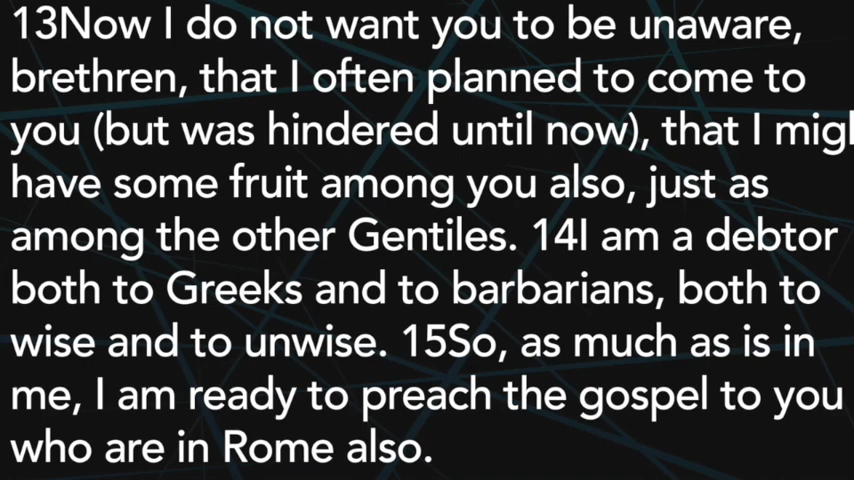 13Now I do not want you to be unaware,
brethren, that I often planned to come to
you (but was hindered until now), that I
have some fruit among you also, just as
among the other Gentiles. 14I am a debtor
both to Greeks and to barbarians, both to
wise and to unwise. 15So, as much as is in
me, I am ready to preach the gospel to you
who are in Rome also.